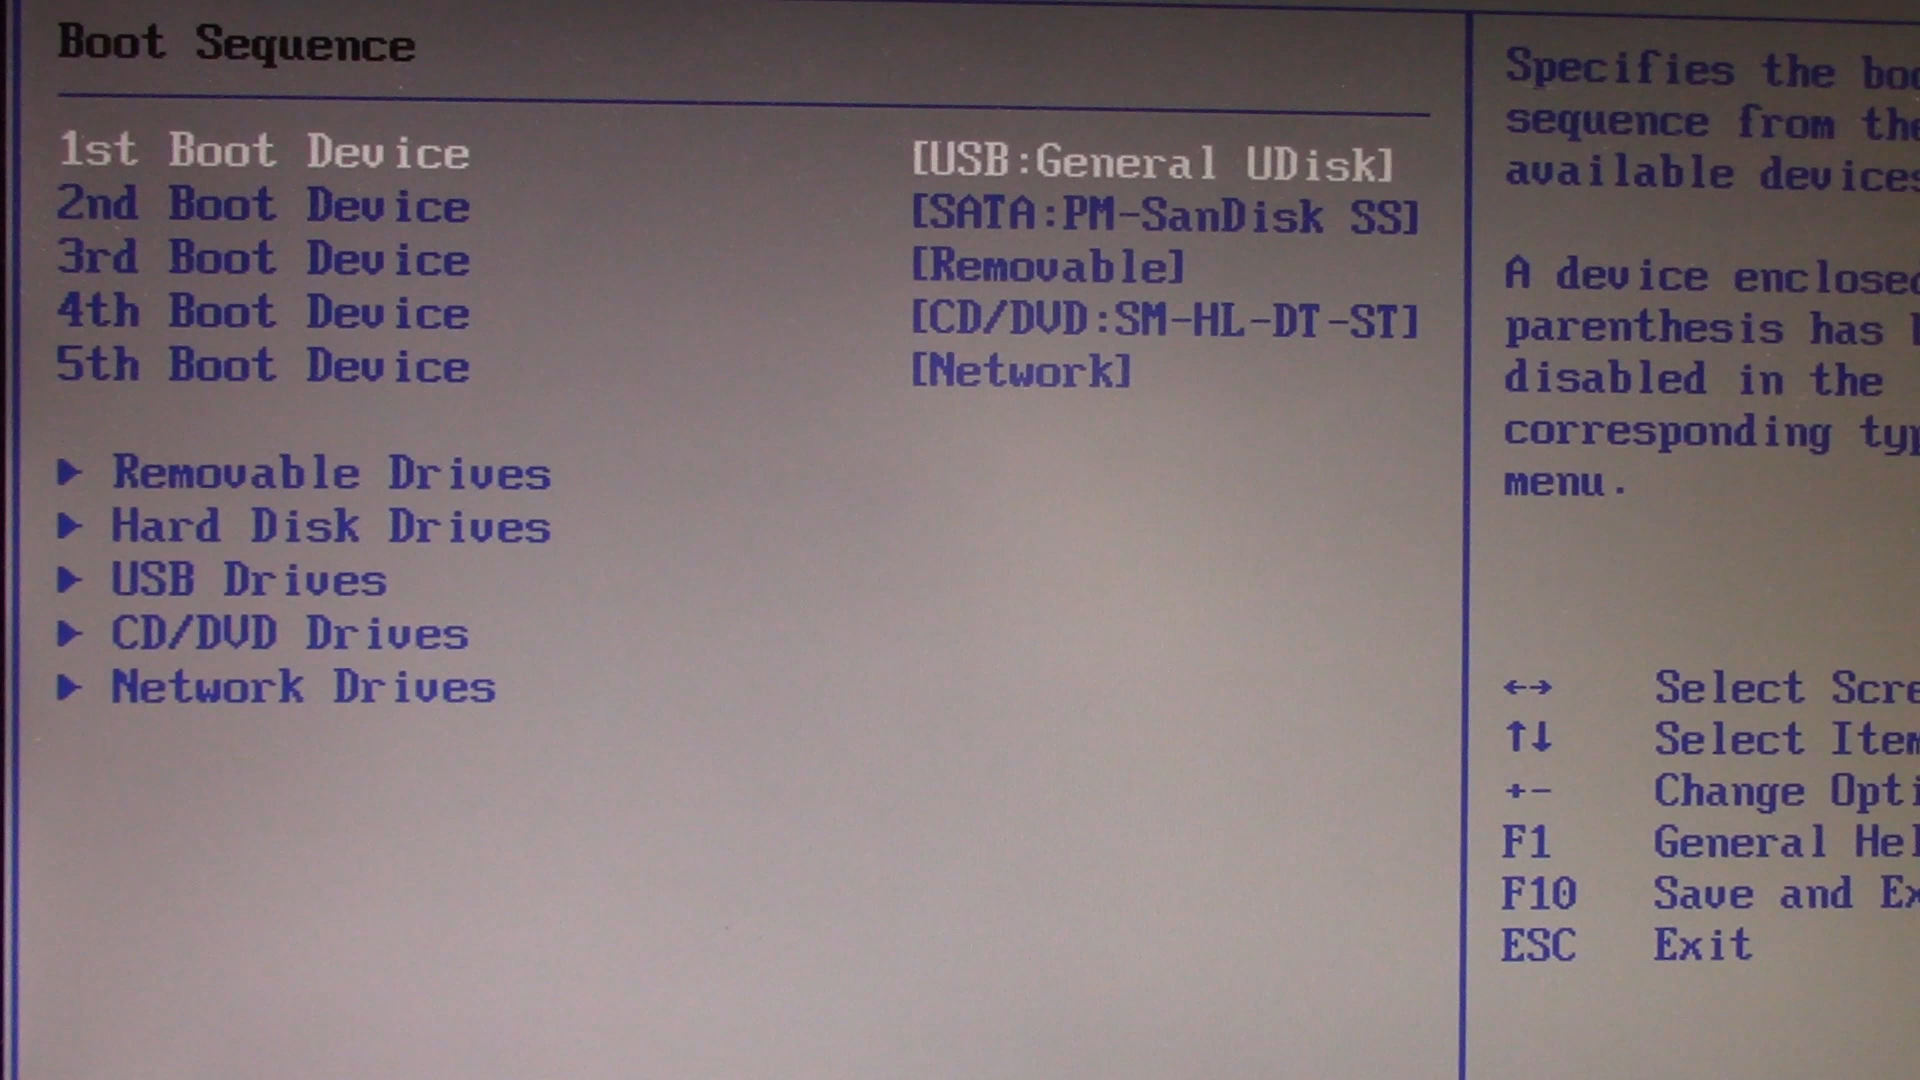 Boot Sequence
1st Boot Device [USB:General UDisk]
2nd Boot Device [SATA:PM-SanDisk SS]
3rd Boot Device [Removable]
4th Boot Device [CD/DVD:SM-HL-DT-ST]
5th Boot Device [Network]
▶ Removable Drives
▶ Hard Disk Drives
▶ USB Drives
▶ CD/DVD Drives
▶ Network Drives
Specifies the
sequence from
available
A device
parenthesis has
disabled in the
corresponding
menu.
←→ Select
↑↓ Select
+- Change
F1 General
F10 Save and
ESC Exit